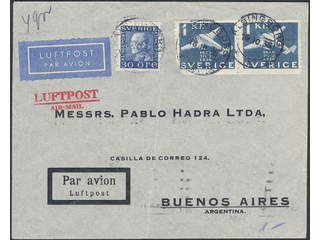 LUFTPOST
PAR AVION
30 ÖRE
1 KR
1 KR
SVERIGE
SVERIGE
LUFTPOST
AIR-MAIL
MESSRS. PABLO HADRA LTDA,
CASILLA DE CORREO 124,
Par avion
Luftpost
BUENOS AIRES
ARGENTINA.